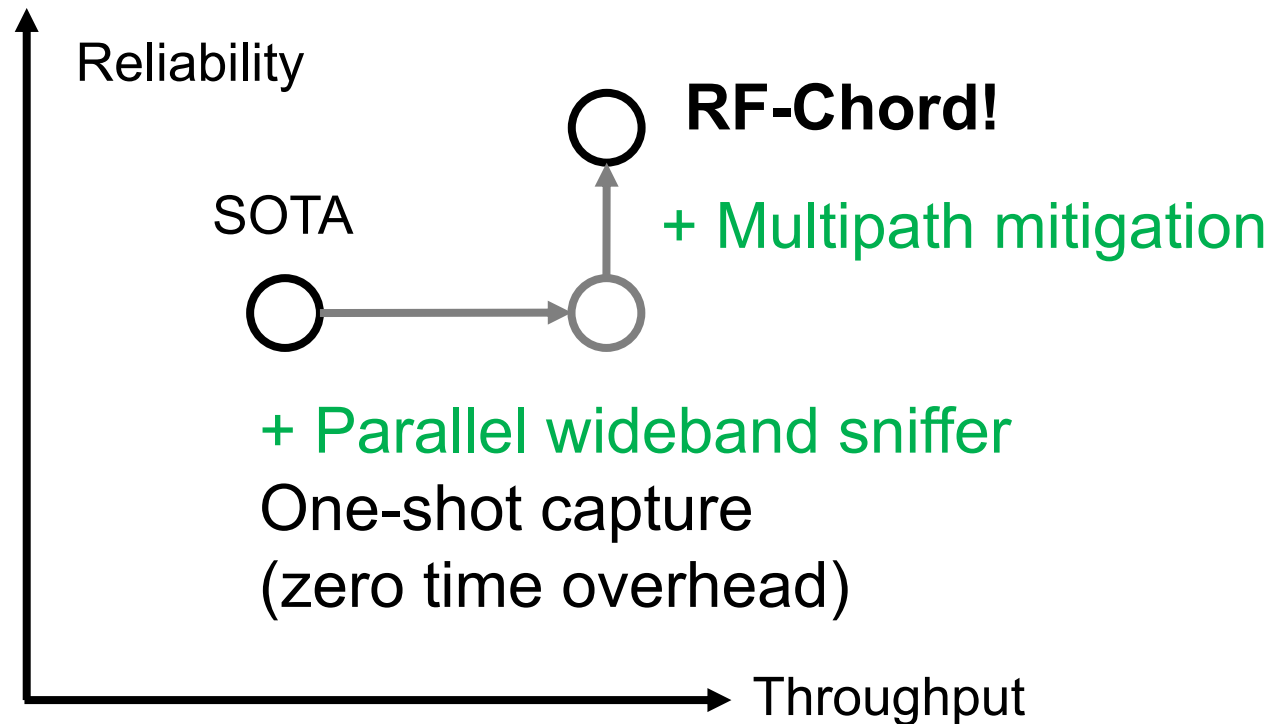 Reliability
RF-Chord!
SOTA
+ Multipath mitigation
+ Parallel wideband sniffer
One-shot capture
(zero time overhead)
Throughput